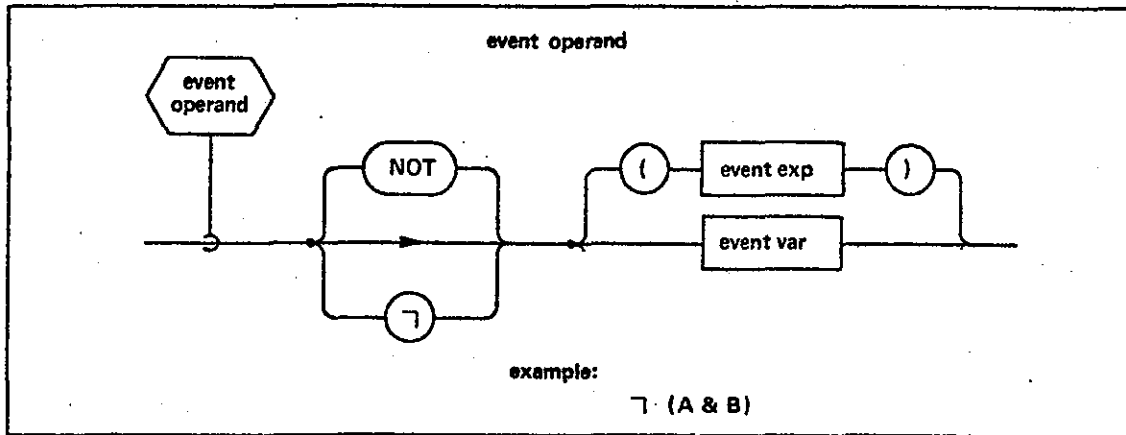 event operand
event
operand
NOT
( event exp )
event var
¬
example:
¬ (A & B)